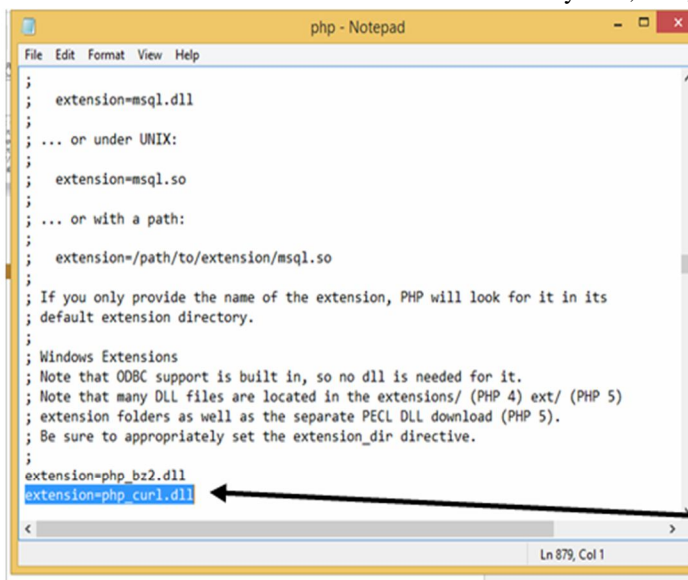 php - Notepad
File Edit Format View Help
;
;   extension=msql.dll
;
; ... or under UNIX:
;
;   extension=msql.so
;
; ... or with a path:
;
;   extension=/path/to/extension/msql.so
;
; If you only provide the name of the extension, PHP will look for it in its
; default extension directory.
;
; Windows Extensions
; Note that ODBC support is built in, so no dll is needed for it.
; Note that many DLL files are located in the extensions/ (PHP 4) ext/ (PHP 5)
; extension folders as well as the separate PECL DLL download (PHP 5).
; Be sure to appropriately set the extension_dir directive.
;
extension=php_bz2.dll
extension=php_curl.dll
Ln 879, Col 1